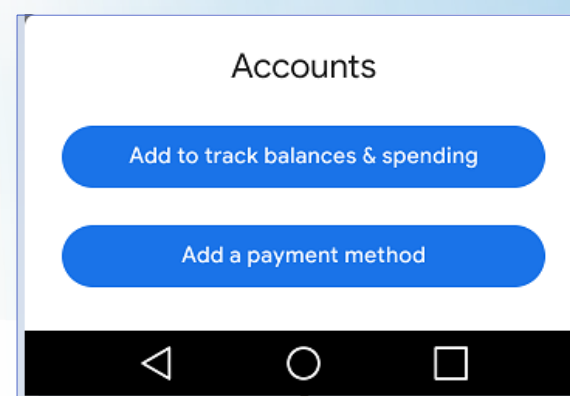 Accounts
Add to track balances & spending
Add a payment method